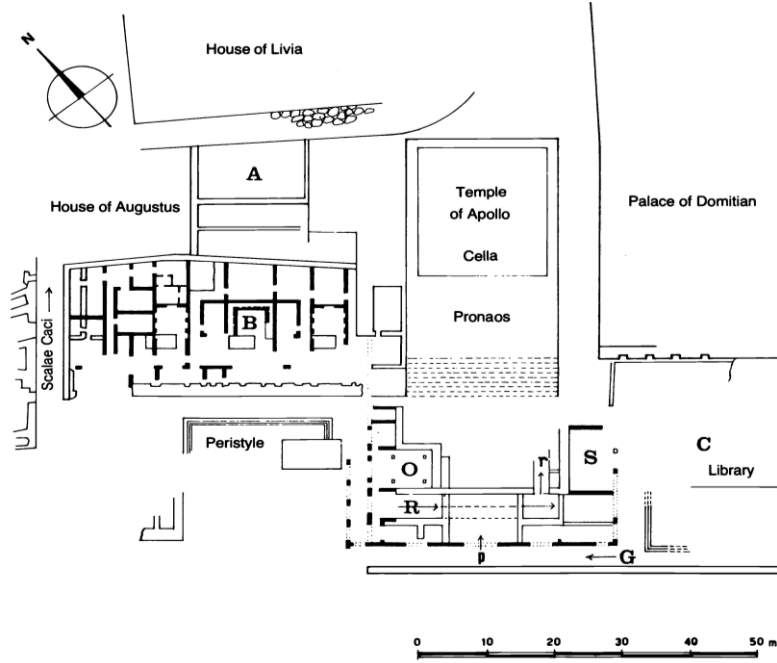 House of Livia
N
A
House of Augustus
Temple
of Apollo
Cella
Palace of Domitian
Pronaos
B
Scalae Caci
Peristyle
O
r
S
C
Library
R
p
G
0 10 20 30 40 50 m